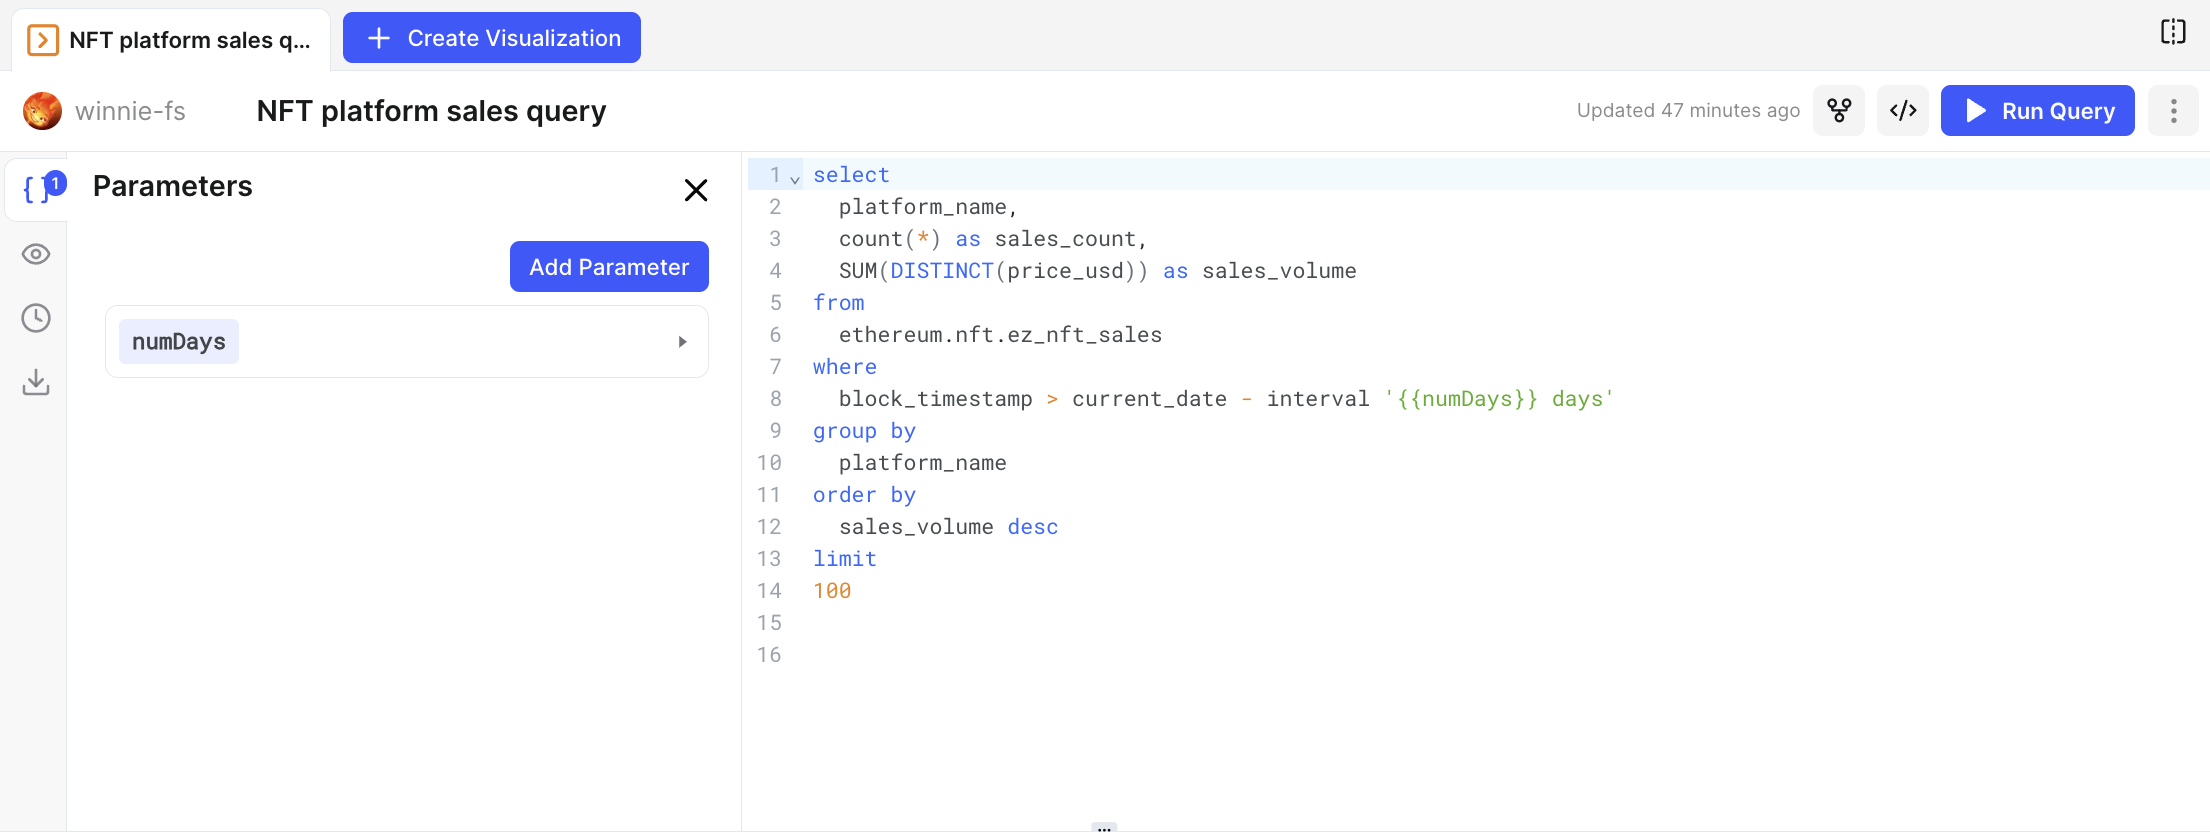 NFT platform sales q...
Create Visualization
winnie-fs
NFT platform sales query
Updated 47 minutes ago
</>
Run Query
{ } 1
Parameters
Add Parameter
numDays
1 select
2 platform_name,
3 count(*) as sales_count,
4 SUM(DISTINCT(price_usd)) as sales_volume
5 from
6 ethereum.nft.ez_nft_sales
7 where
8 block_timestamp > current_date - interval '{{numDays}} days'
9 group by
10 platform_name
11 order by
12 sales_volume desc
13 limit
14 100
15
16